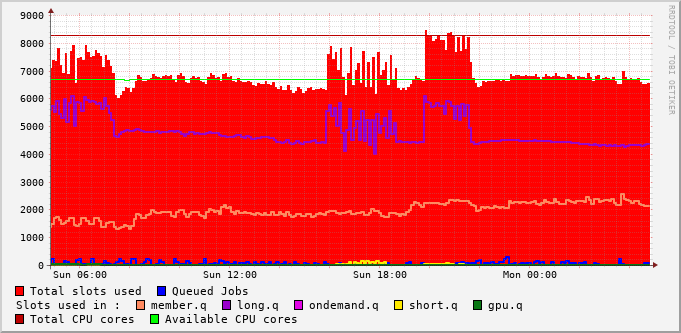 9000
8000
7000
6000
5000
4000
3000
2000
1000
0
Sun 06:00 Sun 12:00 Sun 18:00 Mon 00:00
RRDTOOL / TOBI OETIKER
Total slots used Queued Jobs
Slots used in : member.q long.q ondemand.q short.q gpu.q
Total CPU cores Available CPU cores